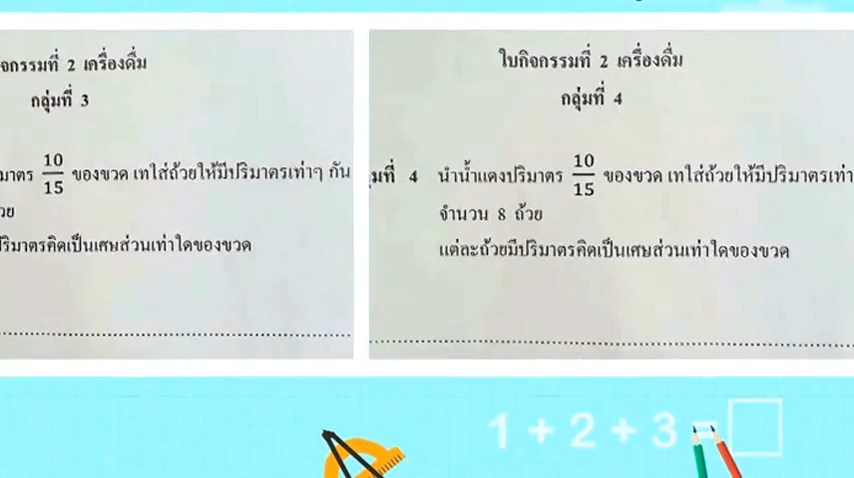 จกรรมที่ 2 เครื่องดื่ม
กลุ่มที่ 3
มาตร 10/15 ของขวด เทใส่ถ้วยให้มีปริมาตรเท่าๆ กัน
วย
ริมาตรคิดเป็นเศษส่วนเท่าใดของขวด
ใบกิจกรรมที่ 2 เครื่องดื่ม
กลุ่มที่ 4
มที่ 4 นำน้ำแดงปริมาตร 10/15 ของขวด เทใส่ถ้วยให้มีปริมาตรเท่า
จำนวน 8 ถ้วย
แต่ละถ้วยมีปริมาตรคิดเป็นเศษส่วนเท่าใดของขวด
1 + 2 + 3 =